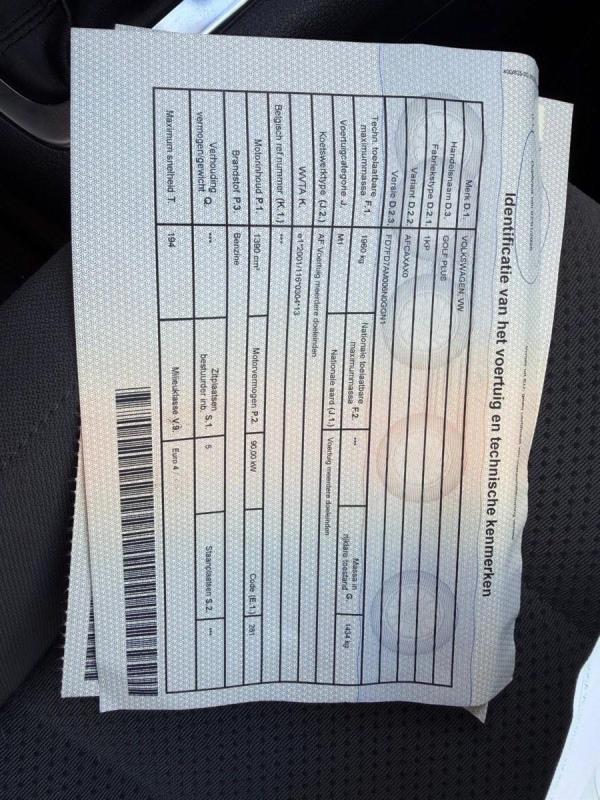 Identificatie van het voertuig en technische kenmerken
Merk D.1. VOLKSWAGEN, VW
Handelsnaam D.3. GOLF PLUS
Fabriekstype D.2.1. 1KP
Variant D.2.2. AFCAXAX0
Versie D.2.3. FD7FD7AM006N0GGN1
Techn. toelaatbare maximummassa F.1. 1960 kg Nationale toelaatbare maximummassa F.2. *** Massa in rijklare toestand G. 1434 kg
Voertuigcategorie J. M1 Nationale aard (J.1.) Voertuig meerdere doeleinden
Koetswerktype (J.2.) AF Voertuig meerdere doeleinden
WVTA K. e1*2001/116*0304*13
Belgisch ref.nummer (K.1.) ***
Motorinhoud P.1. 1390 cm³ Motorvermogen P.2. 90,00 kW Code (E.1.) 261
Brandstof P.3. Benzine
Verhouding vermogen/gewicht Q. *** Zitplaatsen bestuurder inb. S.1. 5 Staanplaatsen S.2. ***
Maximum snelheid T. 194 Milieuklasse V.9. Euro 4